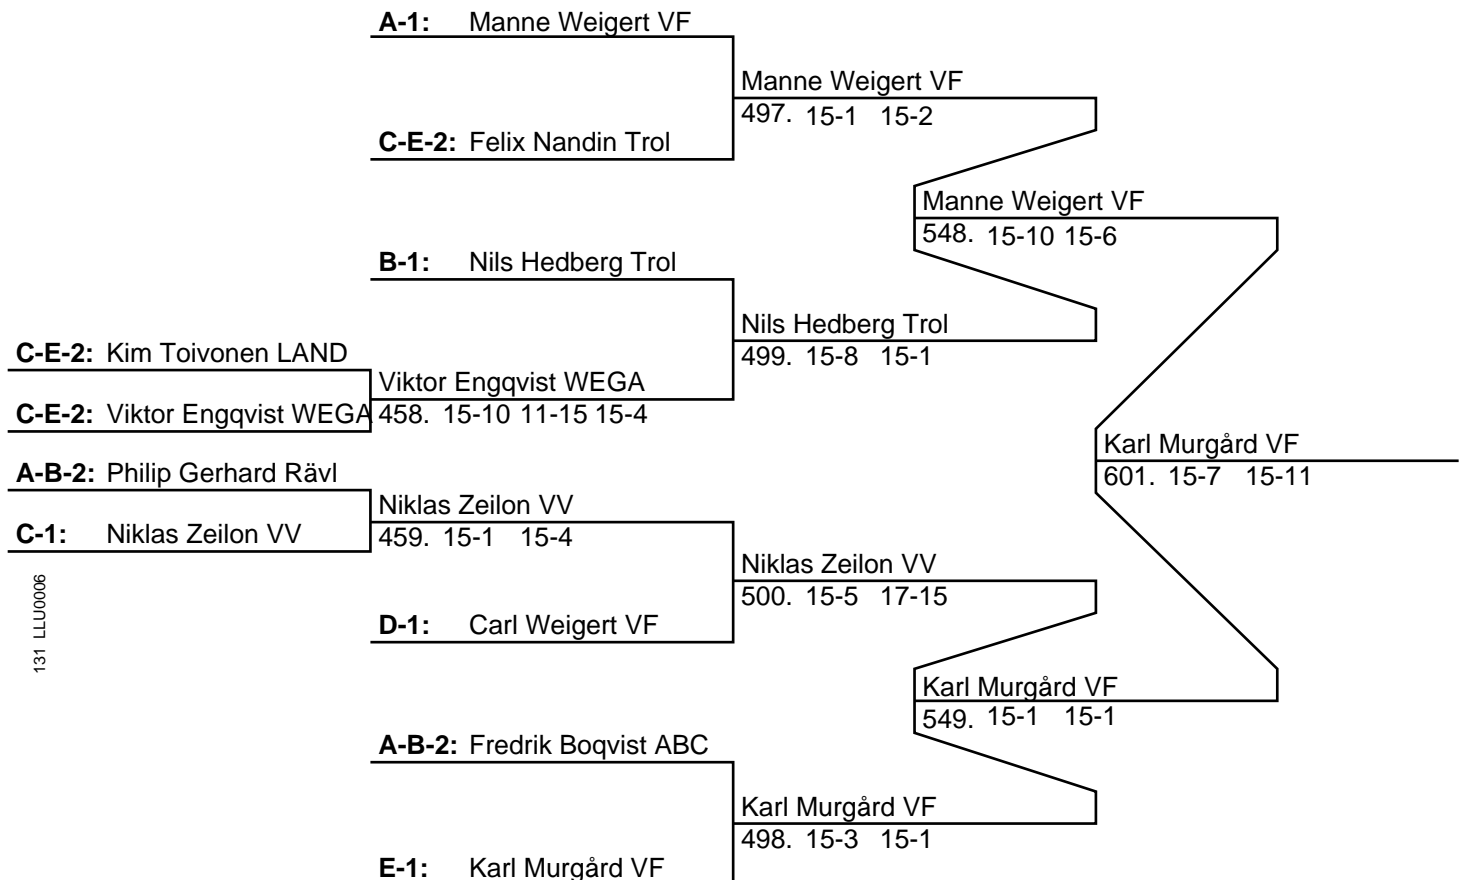 A-1: Manne Weigert VF
Manne Weigert VF
497. 15-1 15-2
C-E-2: Felix Nandin Trol
Manne Weigert VF
548. 15-10 15-6
B-1: Nils Hedberg Trol
Nils Hedberg Trol
499. 15-8 15-1
C-E-2: Kim Toivonen LAND
Viktor Engqvist WEGA
C-E-2: Viktor Engqvist WEGA
458. 15-10 11-15 15-4
Karl Murgård VF
601. 15-7 15-11
A-B-2: Philip Gerhard Rävl
Niklas Zeilon VV
459. 15-1 15-4
C-1: Niklas Zeilon VV
Niklas Zeilon VV
500. 15-5 17-15
D-1: Carl Weigert VF
131 LLU0006
Karl Murgård VF
549. 15-1 15-1
A-B-2: Fredrik Boqvist ABC
Karl Murgård VF
498. 15-3 15-1
E-1: Karl Murgård VF